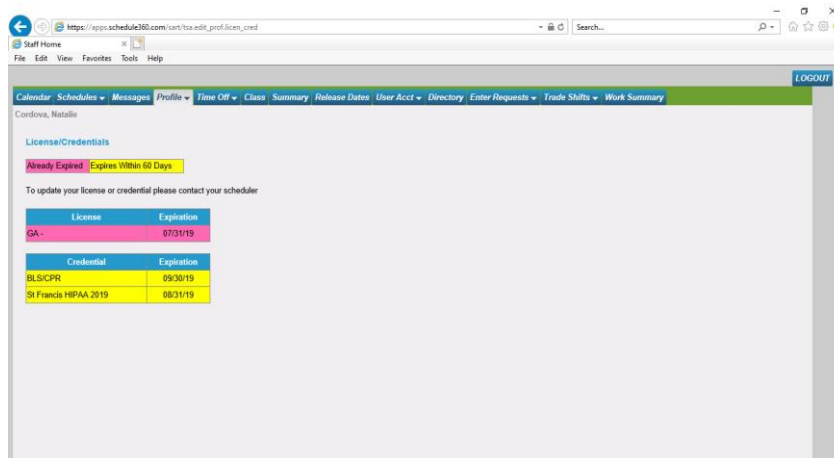 https://apps.schedule360.com/sart/tsa.edit_prof.licen_cred
Search...
Staff Home
File Edit View Favorites Tools Help
LOGOUT
Calendar Schedules Messages Profile Time Off Class Summary Release Dates User Acct Directory Enter Requests Trade Shifts Work Summary
Cordova, Natalie
License/Credentials
Already Expired Expires Within 60 Days
To update your license or credential please contact your scheduler
License Expiration
GA - 07/31/19
Credential Expiration
BLS/CPR 09/30/19
St Francis HIPAA 2019 08/31/19